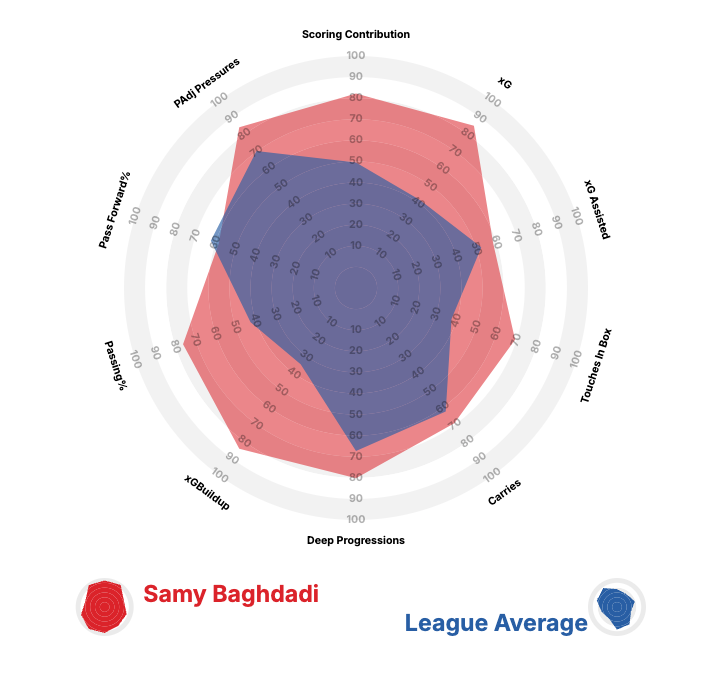 Scoring Contribution
100
90
80
70
60
50
40
30
20
10
xG
100 90 80 70 60 50 40 30 20 10
xG Assisted
10 20 30 40 50 60 70 80 90 100
Touches In Box
10 20 30 40 50 60 70 80 90 100
Carries
10 20 30 40 50 60 70 80 90 100
Deep Progressions
10
20
30
40
50
60
70
80
90
100
xGBuildup
10 20 30 40 50 60 70 80 90 100
Passing%
10 20 30 40 50 60 70 80 90 100
Pass Forward%
10 20 30 40 50 60 70 80 90 100
PAdj Pressures
10 20 30 40 50 60 70 80 90 100
Samy Baghdadi
League Average